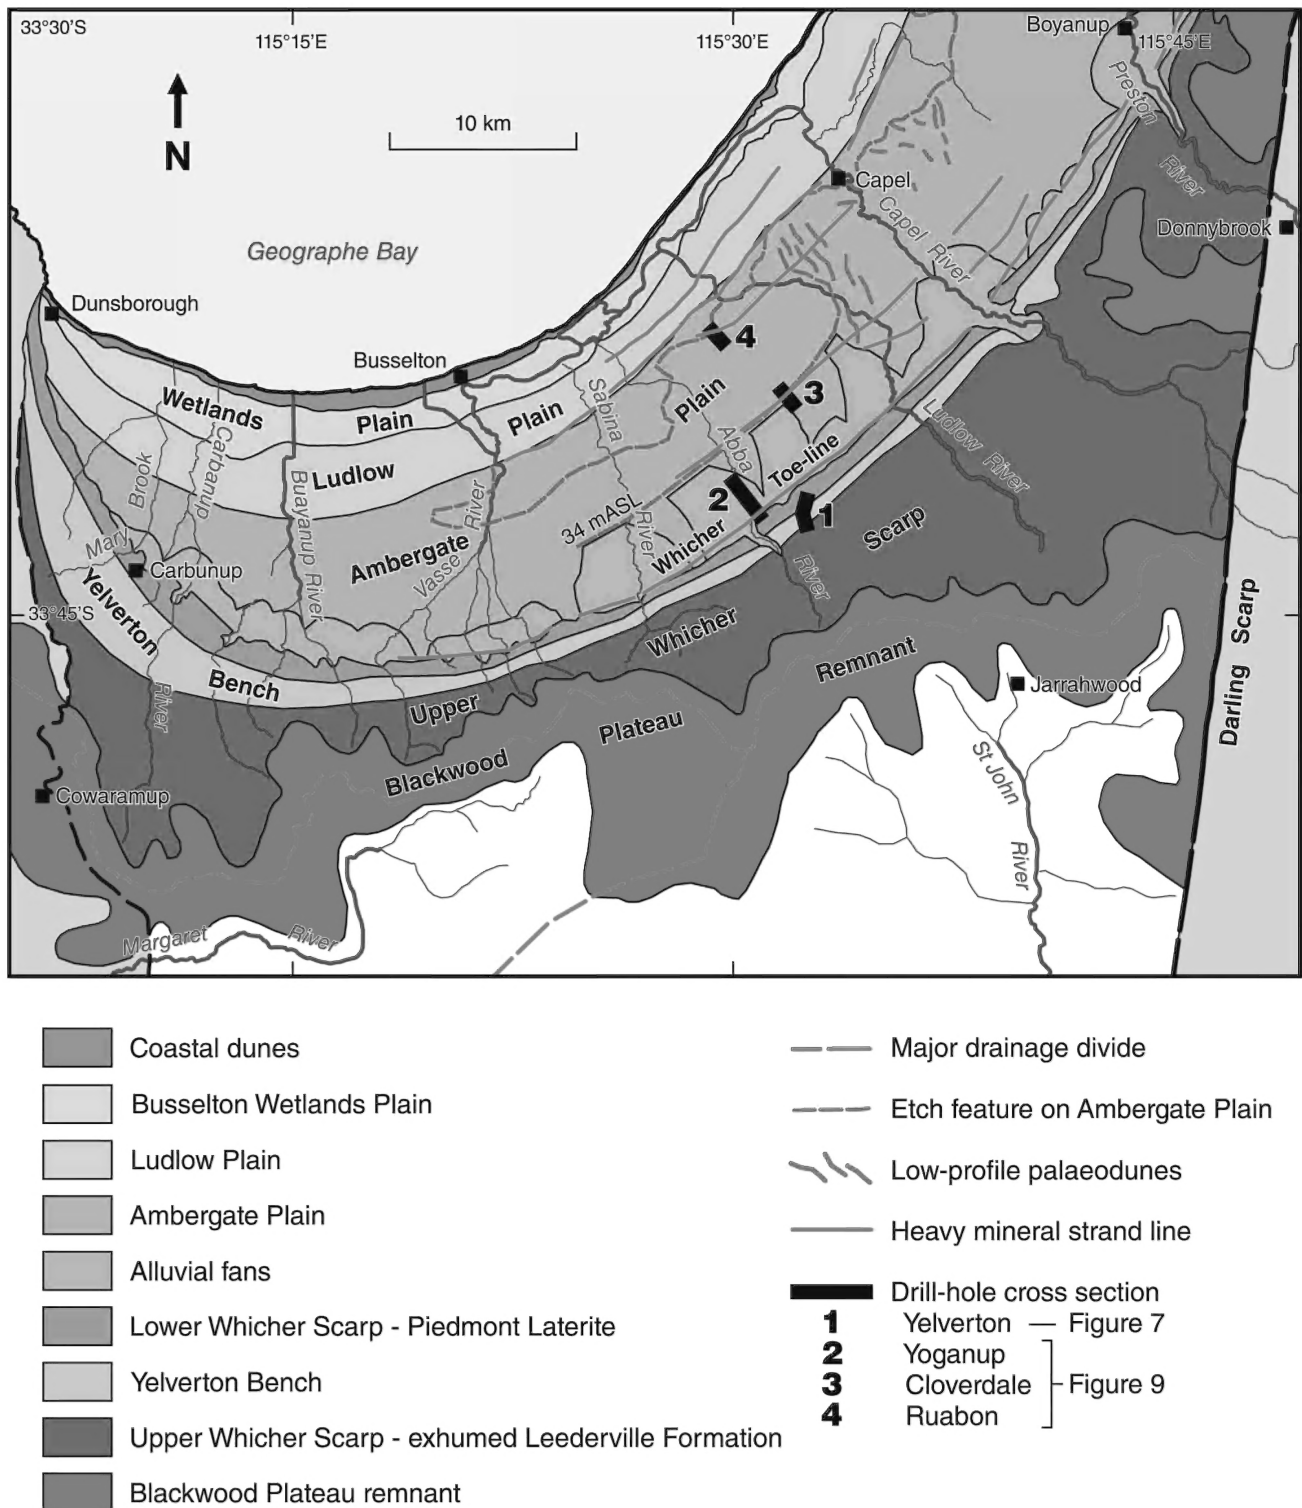 33°30'S
115°15'E
115°30'E
Boyanup
115°45'E
Preston
River
10 km
N
Capel
Capel River
Donnybrook
Geographe Bay
Dunsborough
Busselton
4
3
Wetlands Plain
Plain
Plain
Sabina
River
Abba
River
Ludlow River
Ludlow
Toe-line
Whicher
2
1
34 mASL
Brook
Mary
River
Carbanup
Buayanup River
Vasse
River
Ambergate
Scarp
Carbunup
33°45'S
Yelverton
Bench
Whicher
Upper
Remnant
Plateau
Blackwood
Jarrahwood
Darling Scarp
St John
River
Cowaramup
Margaret River
Coastal dunes
Busselton Wetlands Plain
Ludlow Plain
Ambergate Plain
Alluvial fans
Lower Whicher Scarp - Piedmont Laterite
Yelverton Bench
Upper Whicher Scarp - exhumed Leederville Formation
Blackwood Plateau remnant
Major drainage divide
Etch feature on Ambergate Plain
Low-profile palaeodunes
Heavy mineral strand line
Drill-hole cross section
1 Yelverton — Figure 7
2 Yoganup
3 Cloverdale Figure 9
4 Ruabon